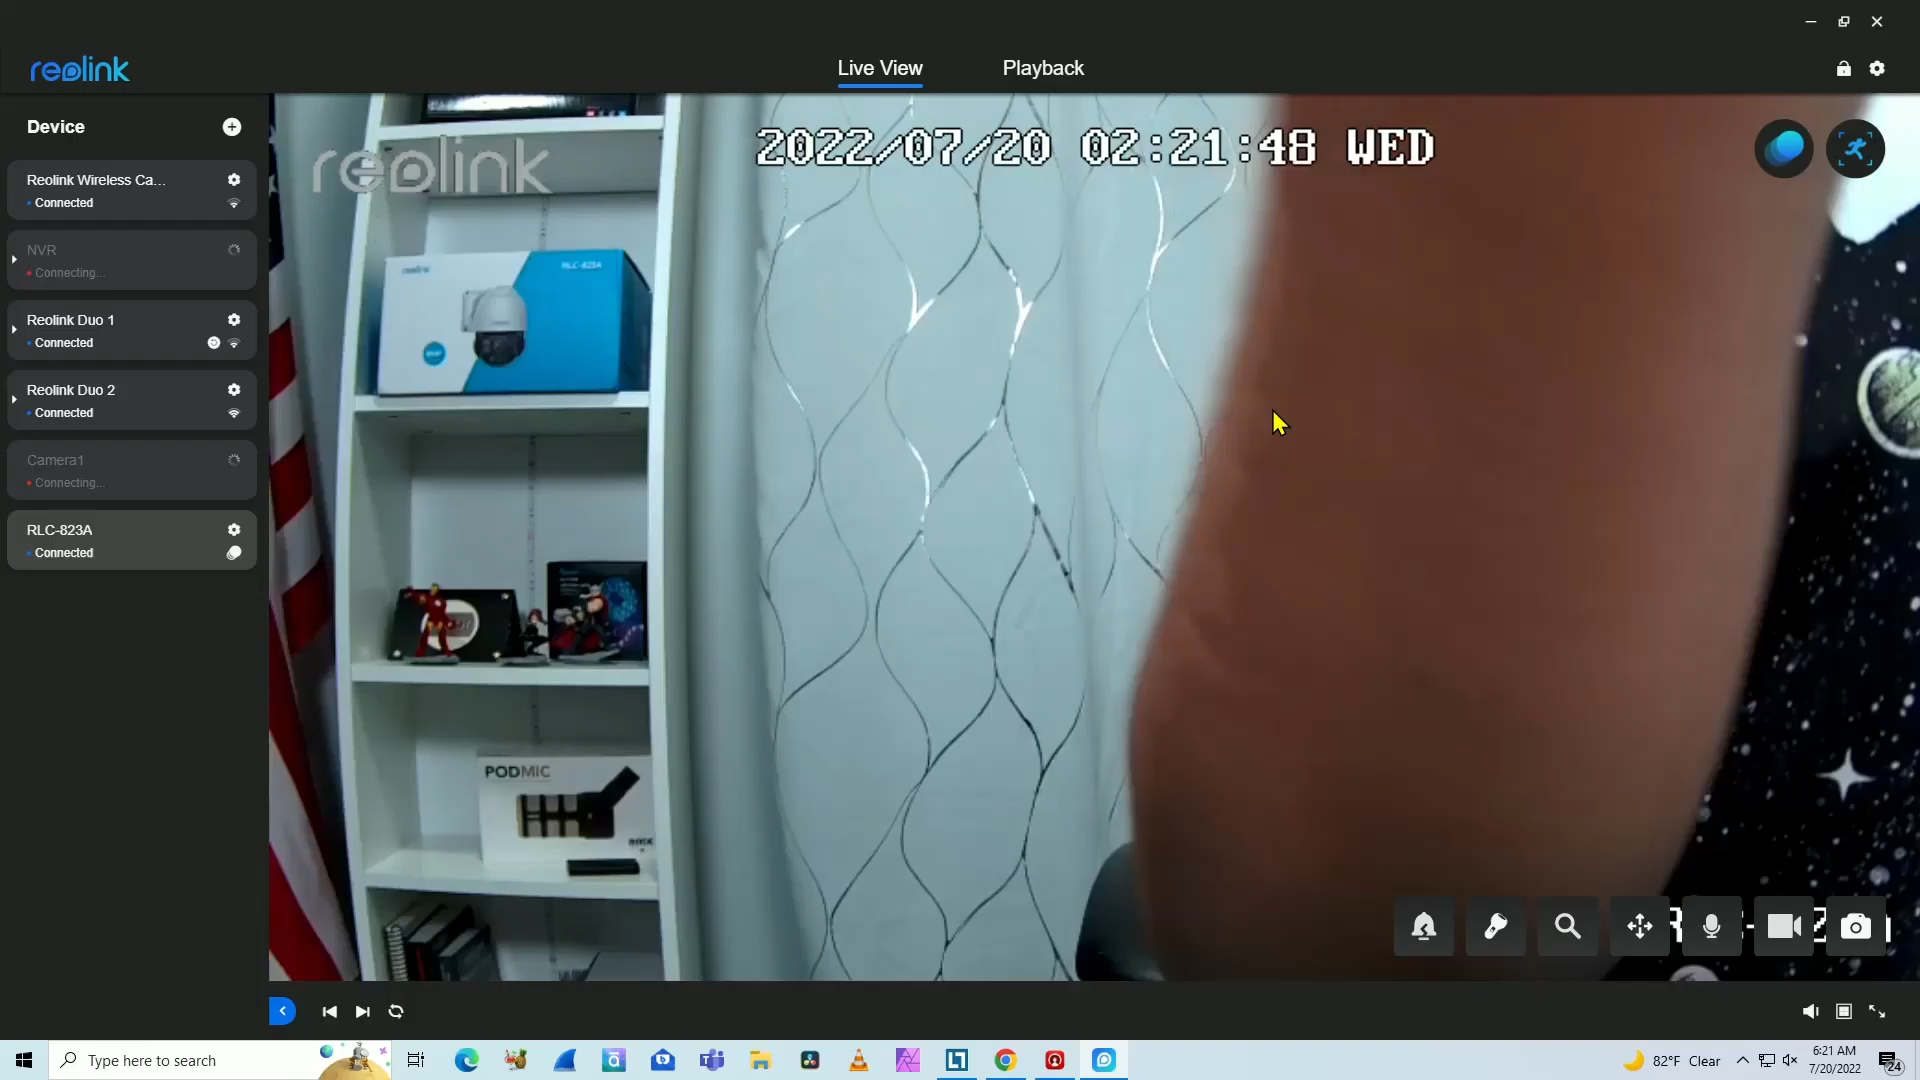 reolink
Live View
Playback
Device
Reolink Wireless Ca...
Connected
NVR
Connecting...
Reolink Duo 1
Connected
Reolink Duo 2
Connected
Camera1
Connecting...
RLC-823A
Connected
reolink
2022/07/20 02:21:48 WED
reolink
RLC-823A
PODMIC
Type here to search
82°F Clear
6:21 AM
7/20/2022
24